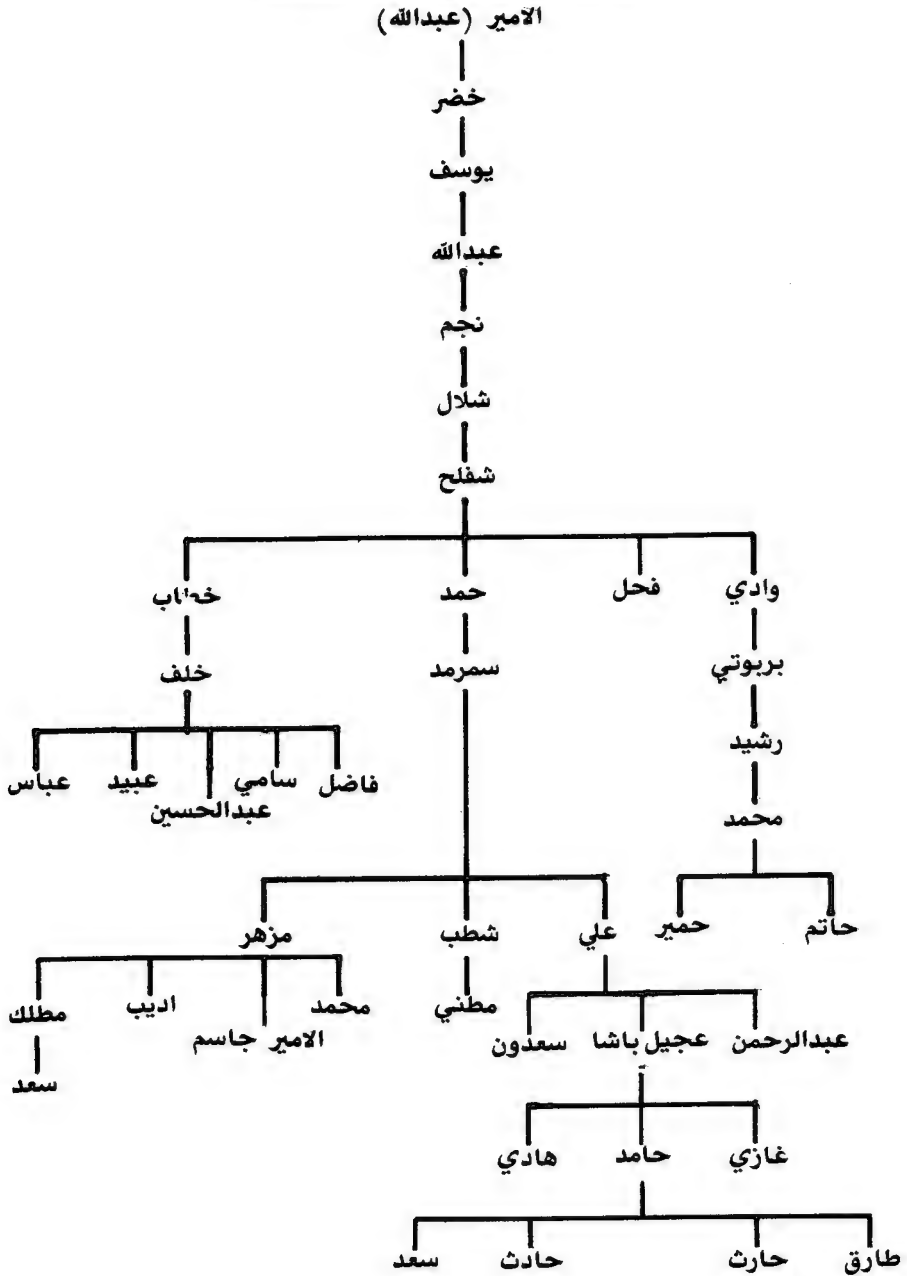 الامير (عبدالله)
خضر
يوسف
عبدالله
نجم
شلال
شفلح
وادي فحل حمد خطاب
بربوتي سمرمد خلف
رشيد
فاضل سامي عبيد عباس
عبدالحسين
محمد
حاتم حمير علي شطب مزهر
محمد اديب مطلك
مطني
عبدالرحمن عجيل باشا سعدون الامير جاسم
سعد
غازي حامد هادي
طارق حارث حادث سعد